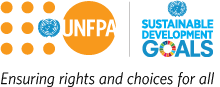 UNFPA
SUSTAINABLE
DEVELOPMENT
GOALS
Ensuring rights and choices for all